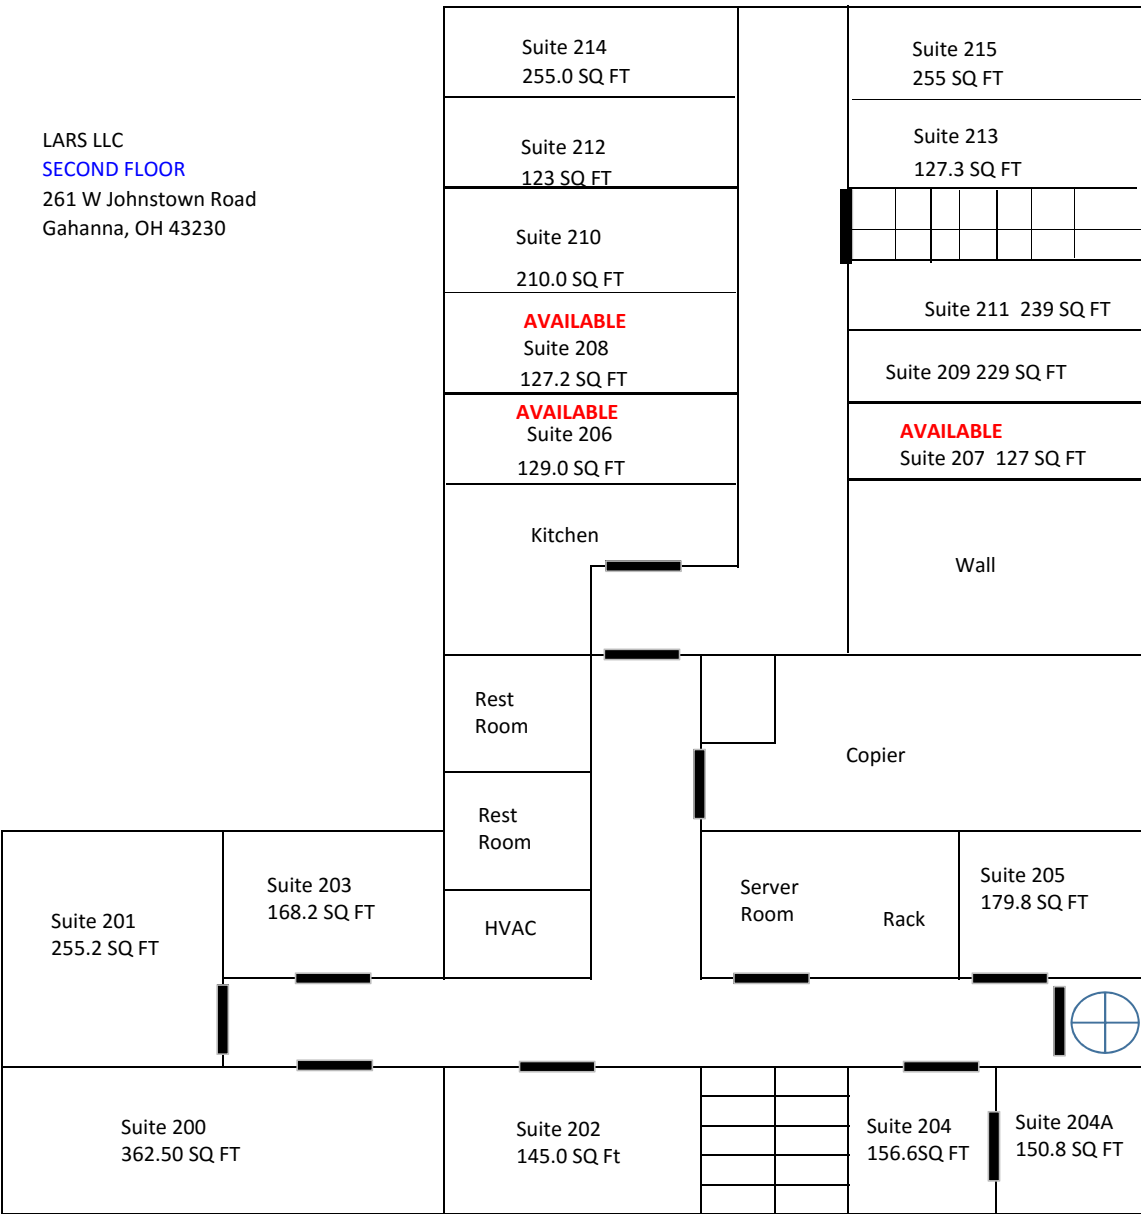 LARS LLC
SECOND FLOOR
261 W Johnstown Road
Gahanna, OH 43230
Suite 214
255.0 SQ FT
Suite 215
255 SQ FT
Suite 212
123 SQ FT
Suite 213
127.3 SQ FT
Suite 210
210.0 SQ FT
Suite 211  239 SQ FT
AVAILABLE
Suite 208
127.2 SQ FT
Suite 209 229 SQ FT
AVAILABLE
Suite 206
129.0 SQ FT
AVAILABLE
Suite 207  127 SQ FT
Kitchen
Wall
Rest
Room
Copier
Rest
Room
Suite 201
255.2 SQ FT
Suite 203
168.2 SQ FT
HVAC
Server
Room
Rack
Suite 205
179.8 SQ FT
Suite 200
362.50 SQ FT
Suite 202
145.0 SQ Ft
Suite 204
156.6SQ FT
Suite 204A
150.8 SQ FT